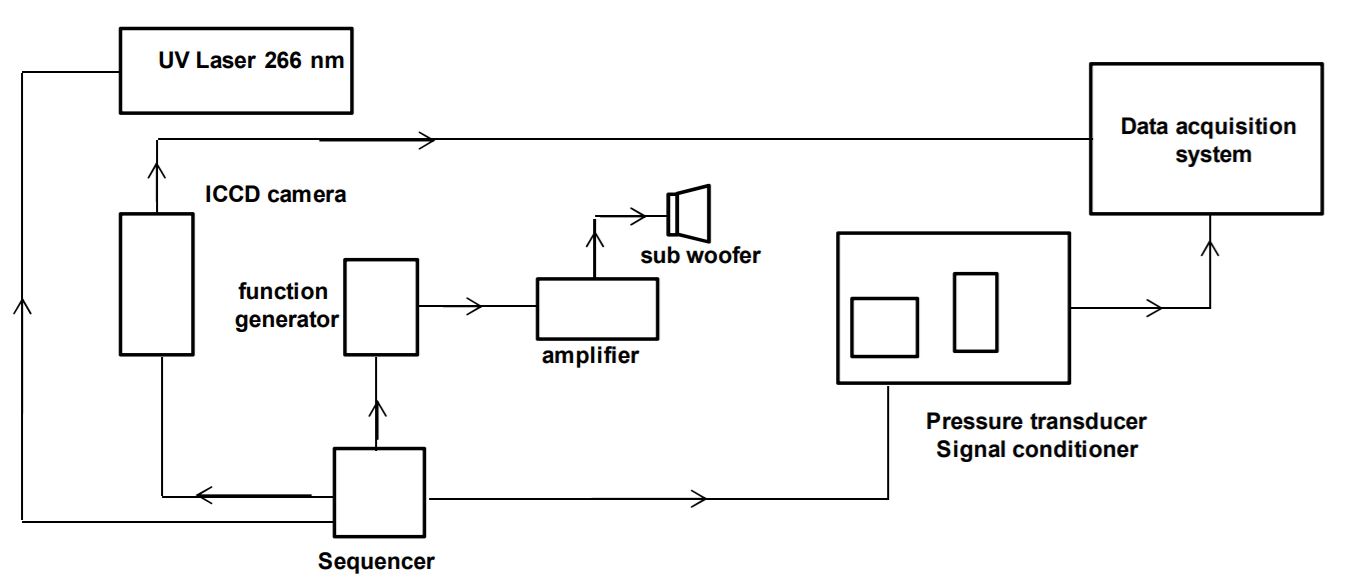 UV Laser 266 nm
Data acquisition
system
ICCD camera
sub woofer
function
generator
amplifier
Pressure transducer
Signal conditioner
Sequencer